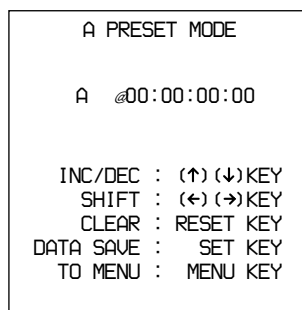 A PRESET MODE
A @00:00:00:00
INC/DEC : (↑)(↓)KEY
SHIFT : (←)(→)KEY
CLEAR : RESET KEY
DATA SAVE : SET KEY
TO MENU : MENU KEY